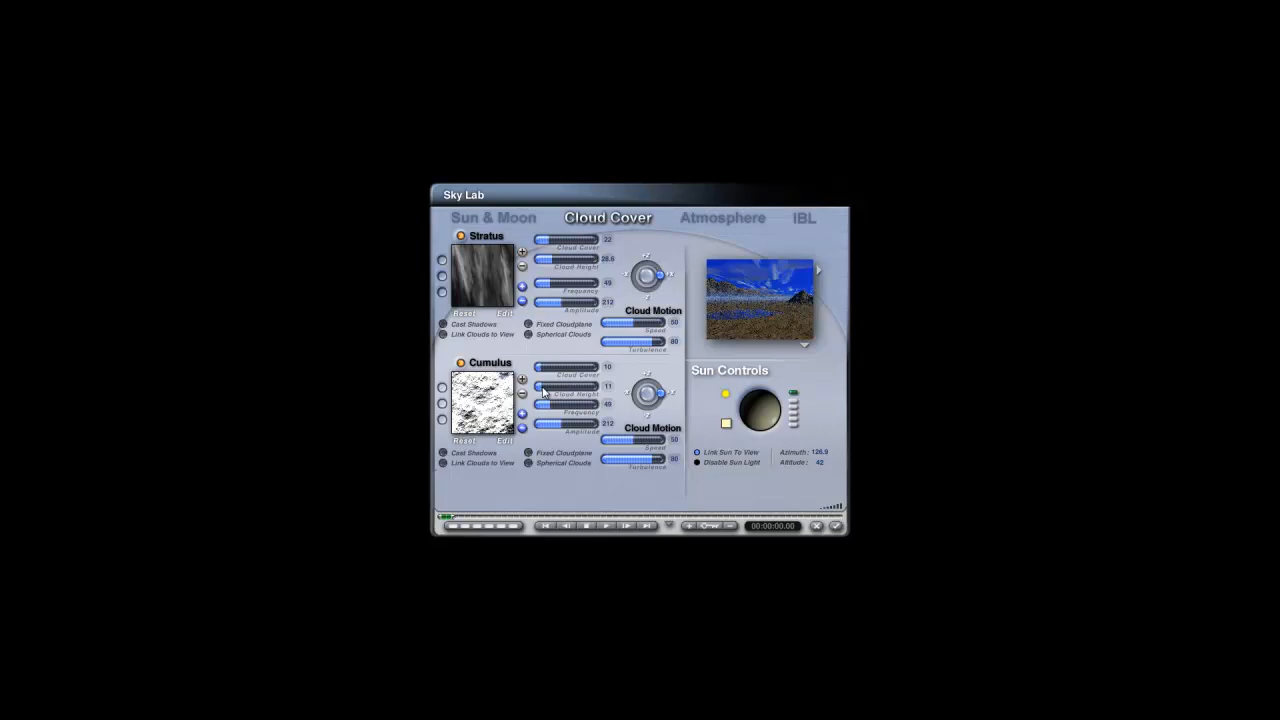 Sky Lab
Sun & Moon Cloud Cover Atmosphere IBL
Stratus
22
Cloud Cover
28.6
Cloud Height
49
Frequency
212
Amplitude
Reset Edit
+Z
-X +X
-Z
Cloud Motion
50
Speed
80
Turbulence
Cast Shadows Fixed Cloudplane
Link Clouds to View Spherical Clouds
Cumulus
10
Cloud Cover
11
Cloud Height
49
Frequency
212
Amplitude
Reset Edit
+Z
-X +X
-Z
Cloud Motion
50
Speed
80
Turbulence
Cast Shadows Fixed Cloudplane
Link Clouds to View Spherical Clouds
Sun Controls
Link Sun To View Azimuth: 126.9
Disable Sun Light Altitude: 42
00:00:00.00